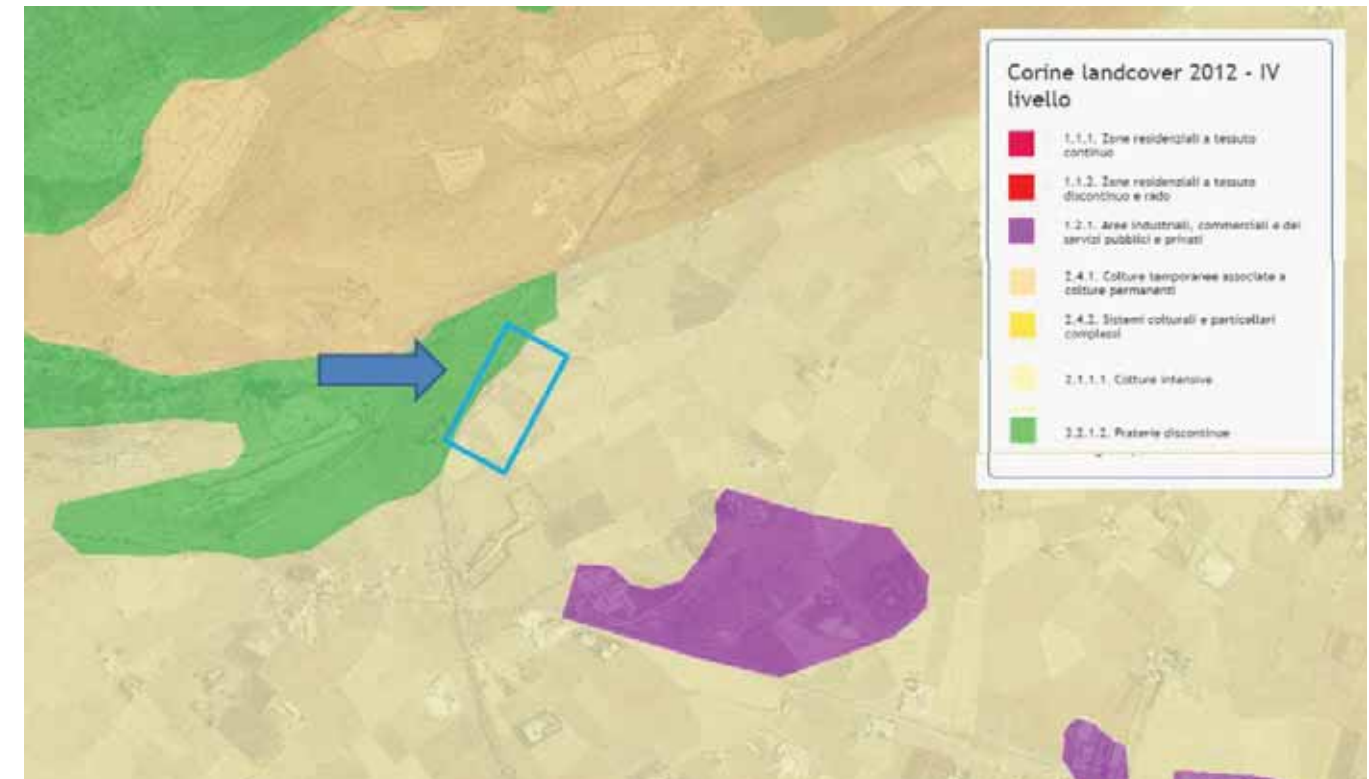 Corine landcover 2012 - IV
livello
1.1.1. Zone residenziali a tessuto
continuo
1.1.2. Zone residenziali a tessuto
discontinuo e rado
1.2.1. Aree industriali, commerciali e dei
servizi pubblici e privati
2.4.1. Colture temporanee associate a
colture permanenti
2.4.2. Sistemi colturali e particellari
complessi
2.1.1.1. Colture intensive
3.2.1.2. Praterie discontinue